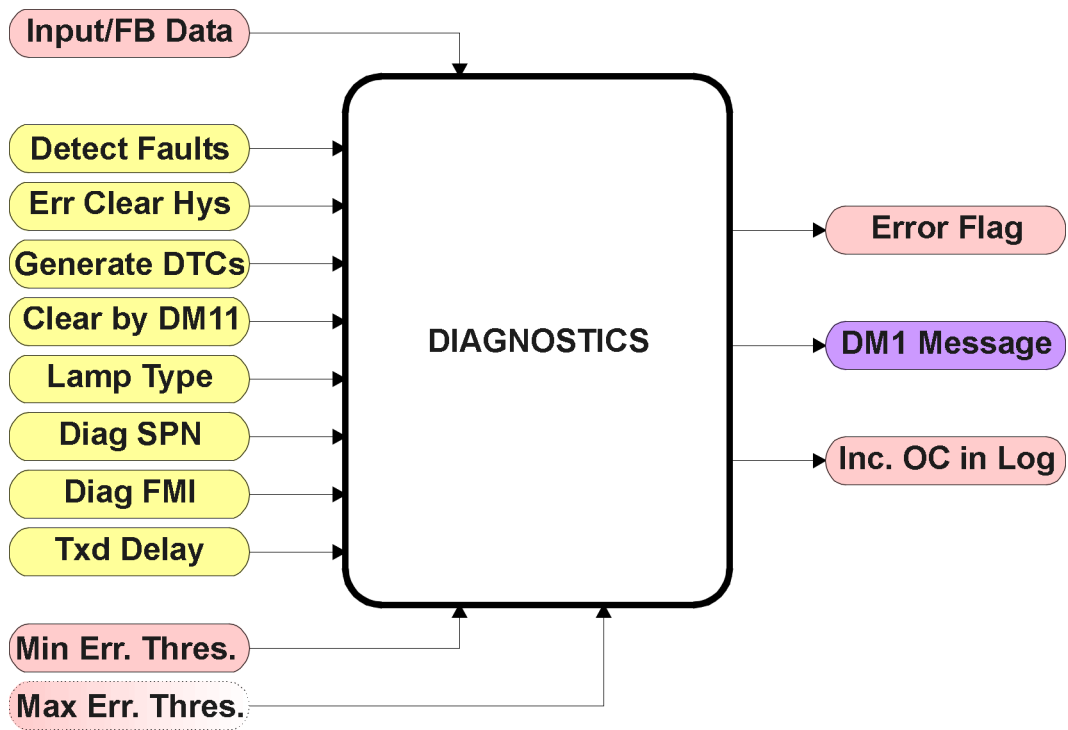 Input/FB Data
Detect Faults
Err Clear Hys
Generate DTCs
Clear by DM11
Lamp Type
Diag SPN
Diag FMI
Txd Delay
Min Err. Thres.
Max Err. Thres.
DIAGNOSTICS
Error Flag
DM1 Message
Inc. OC in Log